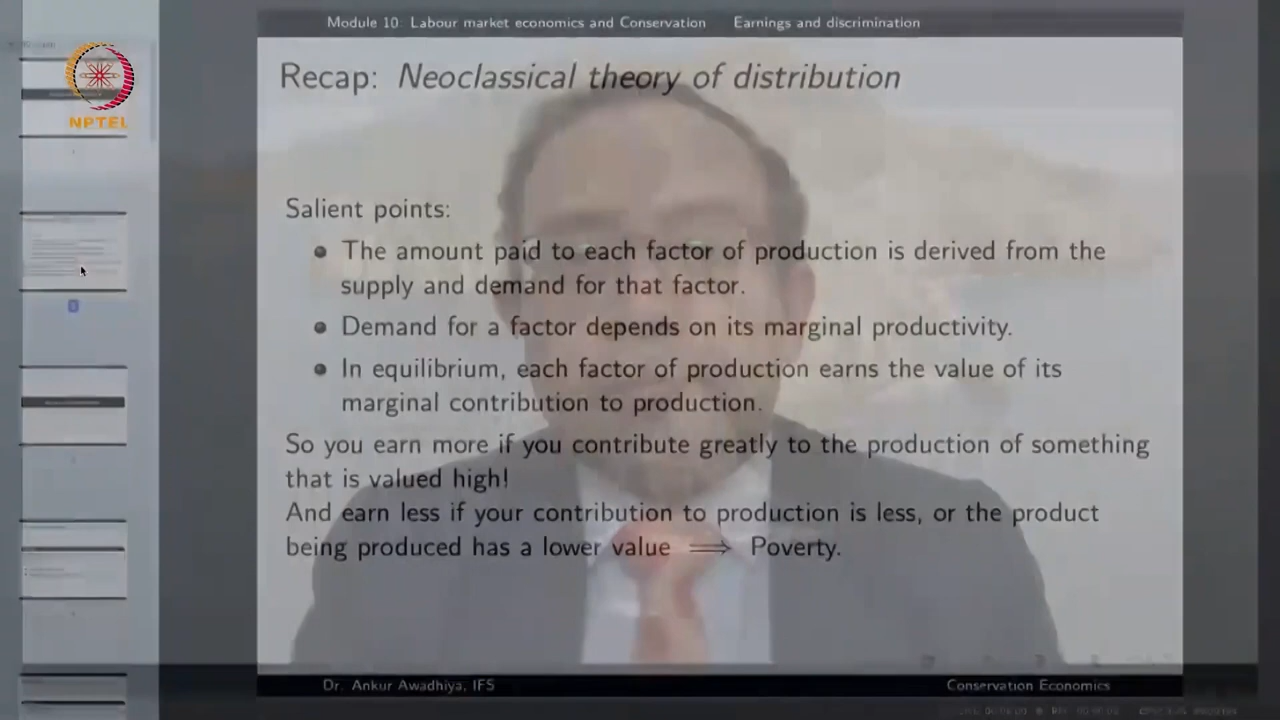 Module 10: Labour market economics and Conservation Earnings and discrimination
NPTEL
Recap: Neoclassical theory of distribution
Salient points:
The amount paid to each factor of production is derived from the
supply and demand for that factor.
Demand for a factor depends on its marginal productivity.
In equilibrium, each factor of production earns the value of its
marginal contribution to production.
So you earn more if you contribute greatly to the production of something
that is valued high!
And earn less if your contribution to production is less, or the product
being produced has a lower value ⟹ Poverty.
Dr. Ankur Awadhiya, IFS Conservation Economics